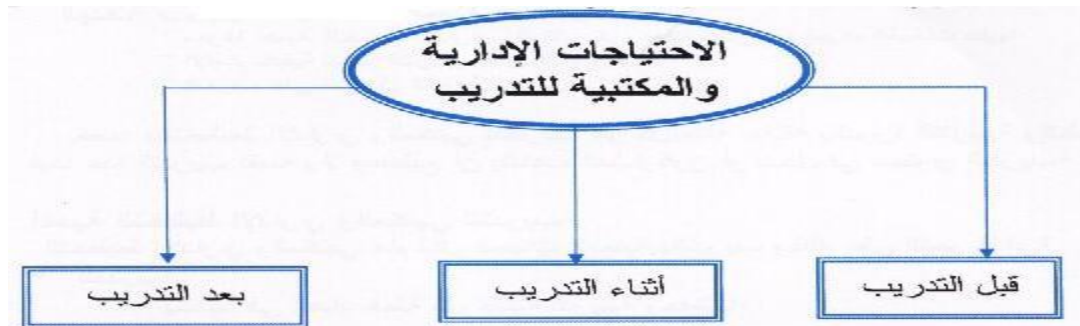 الاحتياجات الإدارية
والمكتبية للتدريب
قبل التدريب
أثناء التدريب
بعد التدريب